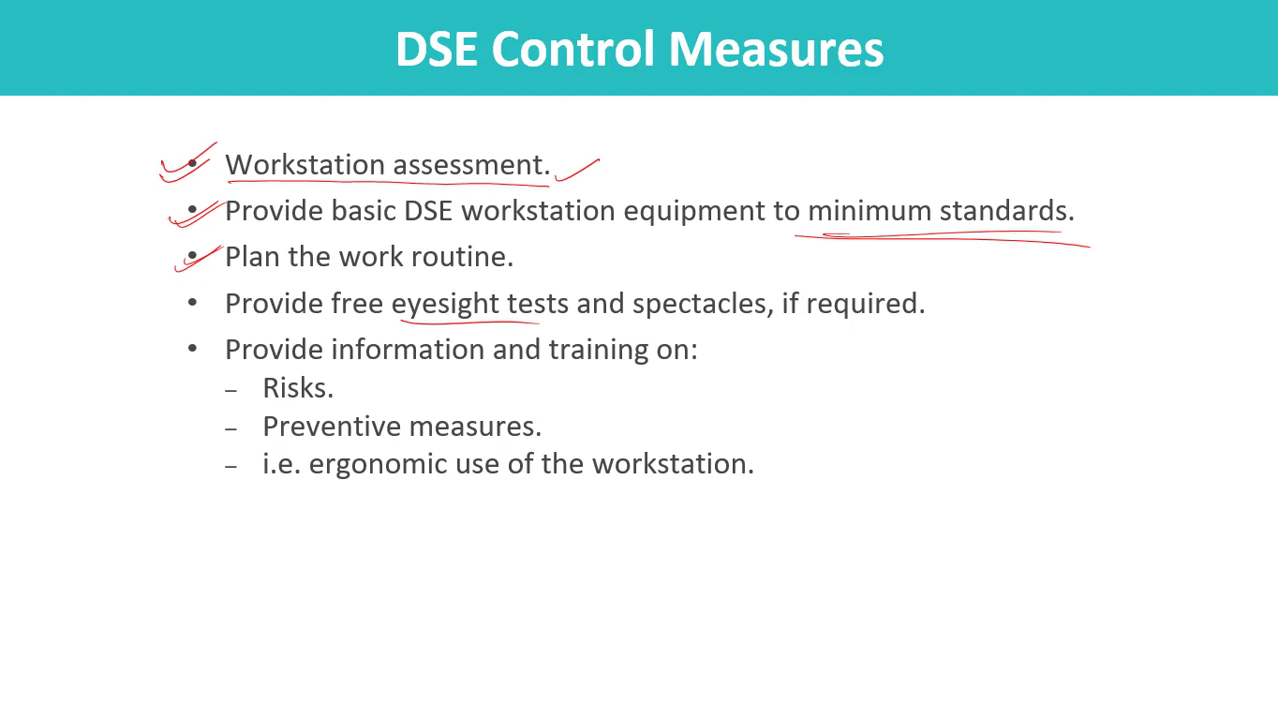 DSE Control Measures
• Workstation assessment.
• Provide basic DSE workstation equipment to minimum standards.
• Plan the work routine.
• Provide free eyesight tests and spectacles, if required.
• Provide information and training on:
– Risks.
– Preventive measures.
– i.e. ergonomic use of the workstation.